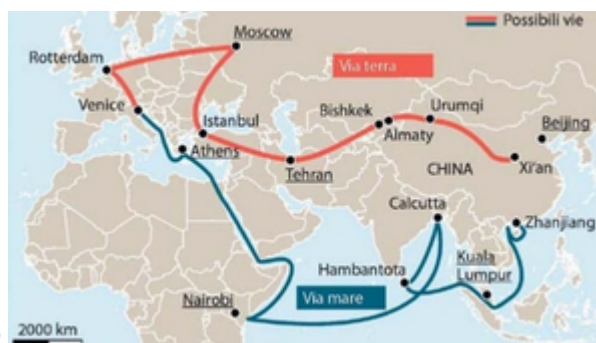 Possibili vie
Moscow
Rotterdam
Via terra
Venice
Istanbul
Bishkek
Urumqi
Beijing
Athens
Almaty
Tehran
CHINA
Xi'an
Calcutta
Zhanjiang
Kuala
Lumpur
Hambantota
Nairobi
Via mare
2000 km